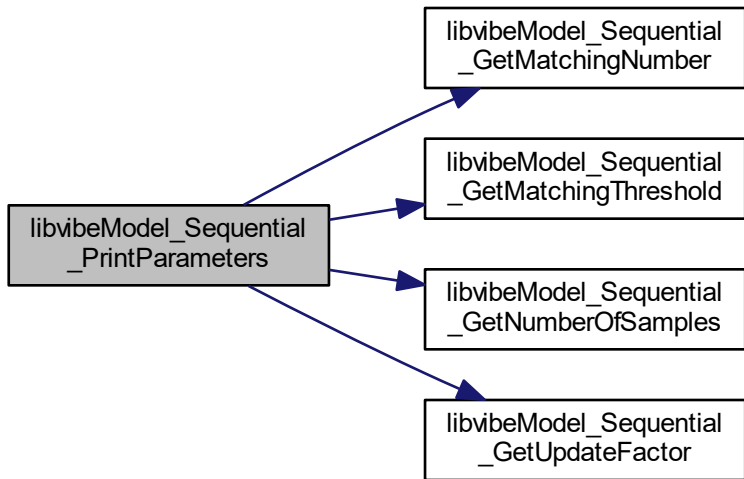 libvibeModel_Sequential
_GetMatchingNumber
libvibeModel_Sequential
_GetMatchingThreshold
libvibeModel_Sequential
_PrintParameters
libvibeModel_Sequential
_GetNumberOfSamples
libvibeModel_Sequential
_GetUpdateFactor